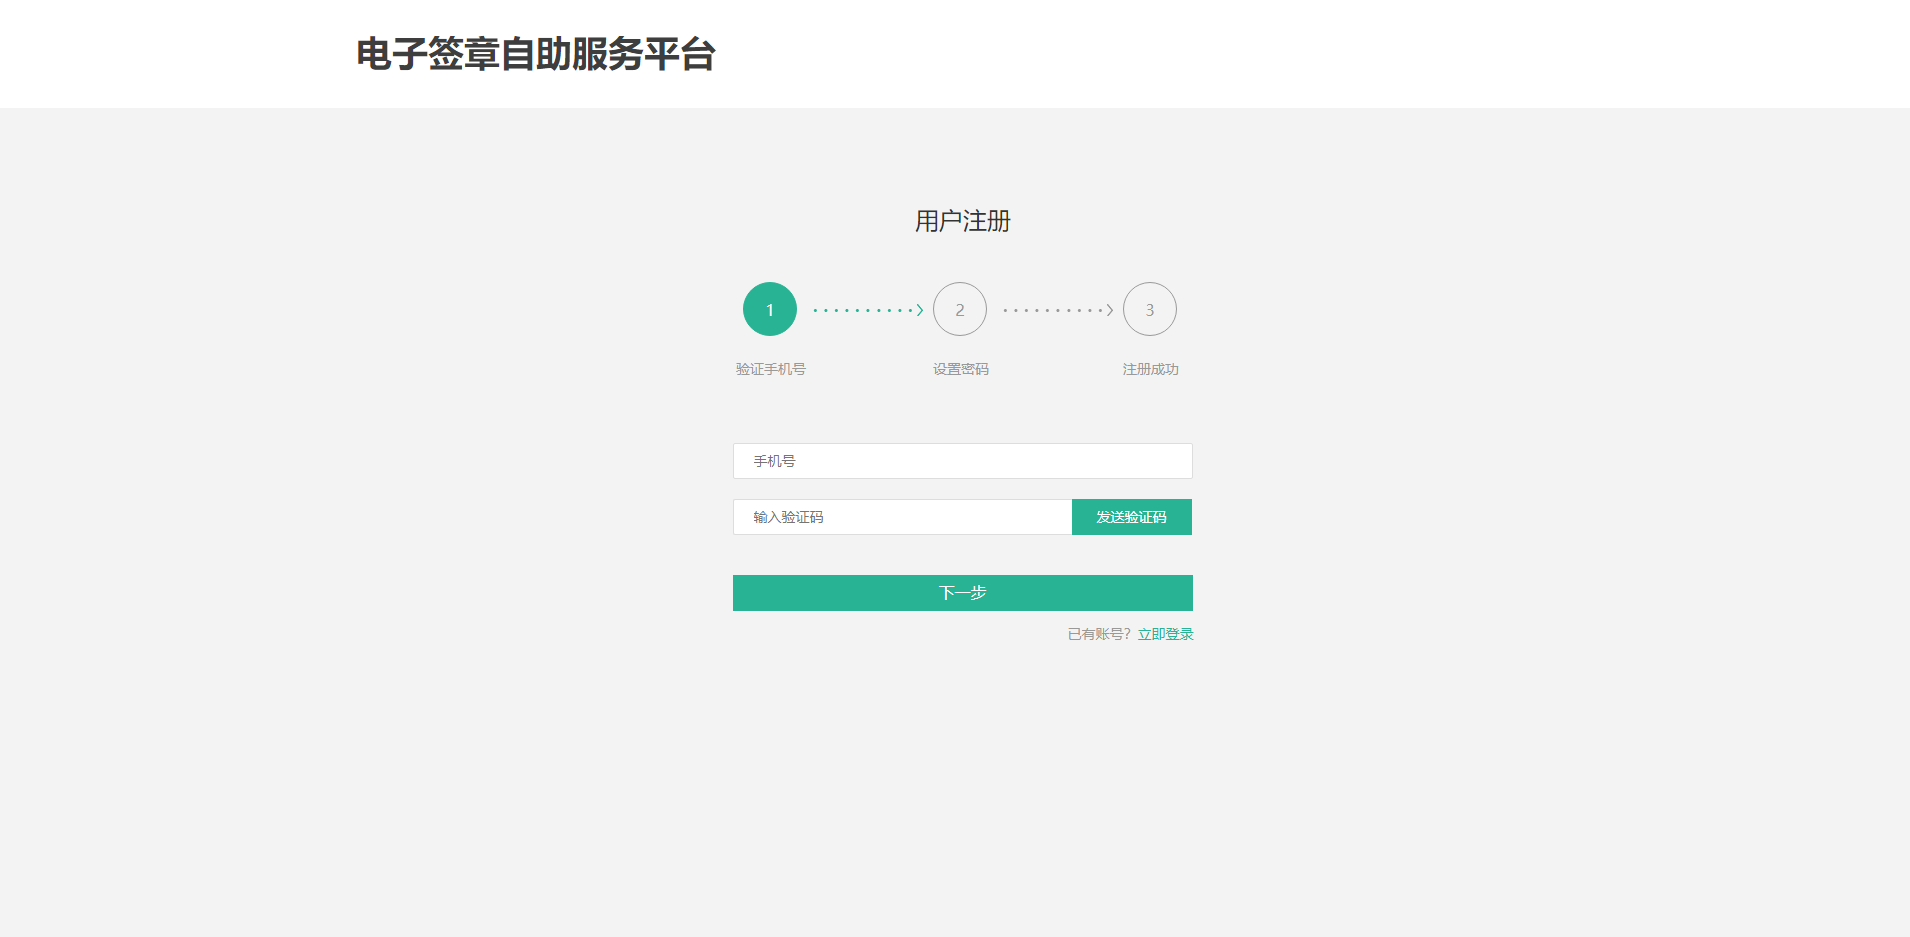 电子签章自助服务平台
用户注册
1 2 3
验证手机号 设置密码 注册成功
手机号
输入验证码 发送验证码
下一步
已有账号？立即登录